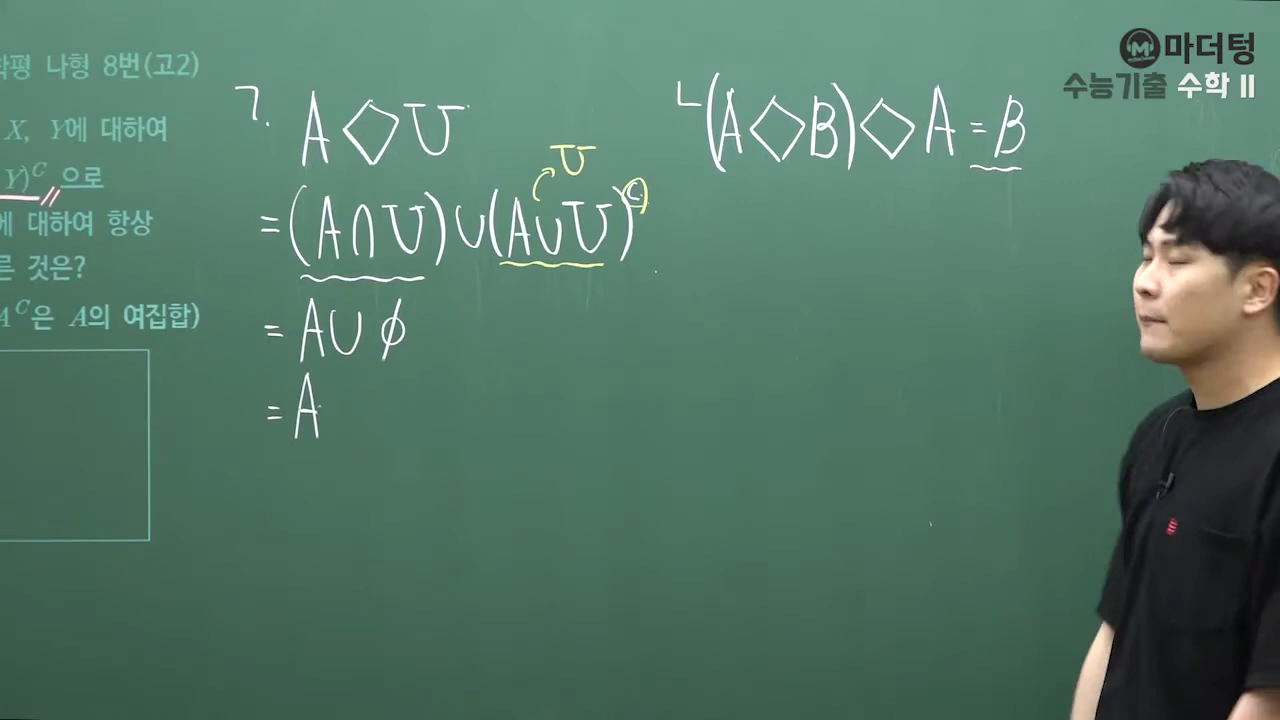 마더텅
수능기출 수학 II
학평 나형 8번(고2)
X, Y에 대하여
Y)^C으로
에 대하여 항상
른 것은?
A^C은 A의 여집합)
ㄱ. A◇U
=(A∩U)∪(A∪U)^C
U
=A∪∅
=A
ㄴ (A◇B)◇A=B